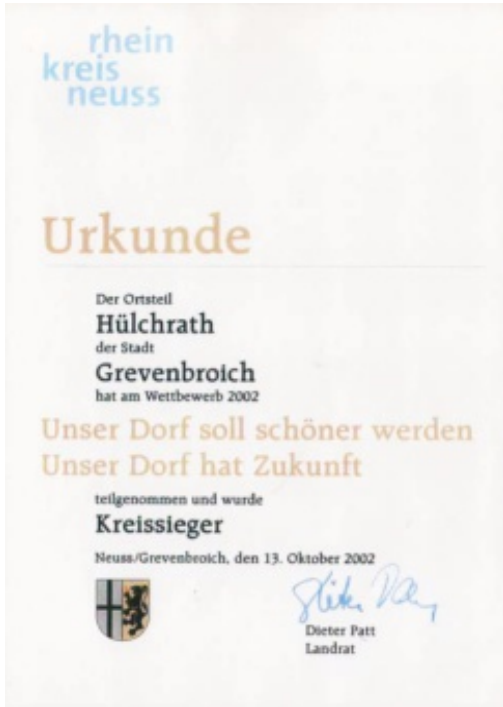 rhein
kreis
neuss
Urkunde
Der Ortsteil
Hülchrath
der Stadt
Grevenbroich
hat am Wettbewerb 2002
Unser Dorf soll schöner werden
Unser Dorf hat Zukunft
teilgenommen und wurde
Kreissieger
Neuss/Grevenbroich, den 13. Oktober 2002
Dieter Patt
Landrat